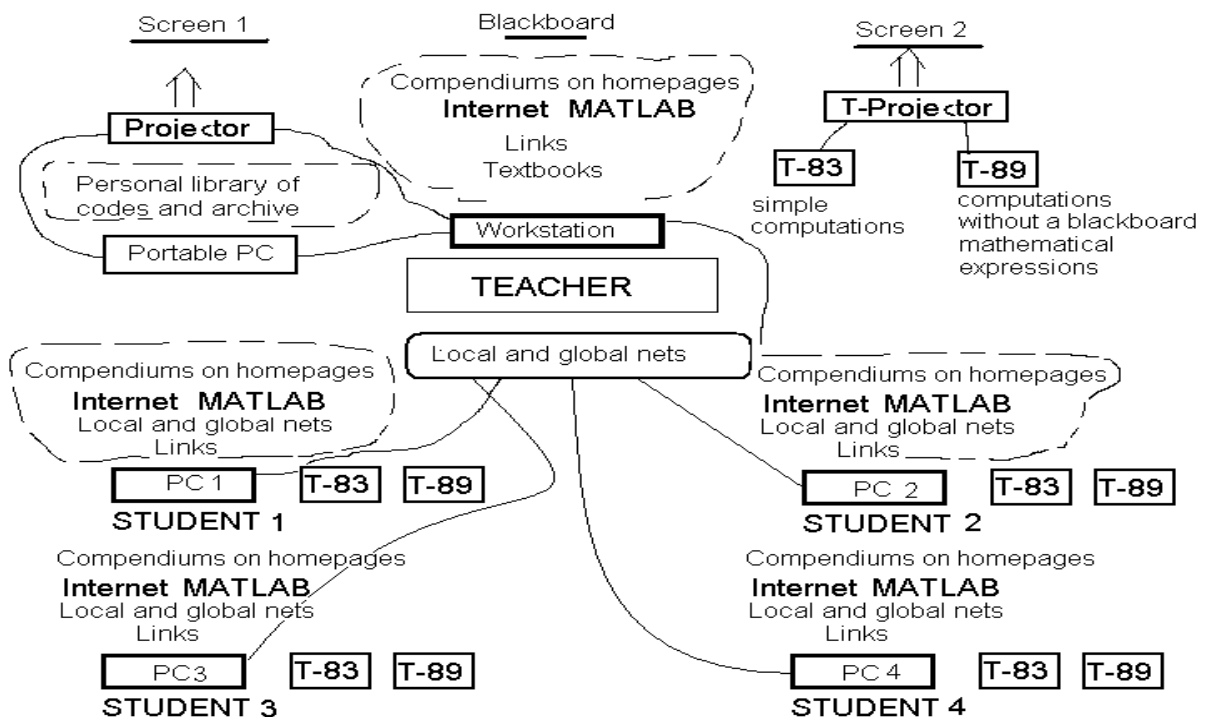 Screen 1
Blackboard
Screen 2
Compendiums on homepages
Internet MATLAB
Links
Textbooks
Projector
T-Projector
T-83
T-89
Personal library of
codes and archive
simple
computations
computations
without a blackboard
mathematical
expressions
Workstation
Portable PC
TEACHER
Local and global nets
Compendiums on homepages
Internet MATLAB
Local and global nets
Links
PC 1
T-83
T-89
STUDENT 1
Compendiums on homepages
Internet MATLAB
Local and global nets
Links
PC 2
T-83
T-89
STUDENT 2
Compendiums on homepages
Internet MATLAB
Local and global nets
Links
PC3
T-83
T-89
STUDENT 3
Compendiums on homepages
Internet MATLAB
Local and global nets
Links
PC 4
T-83
T-89
STUDENT 4